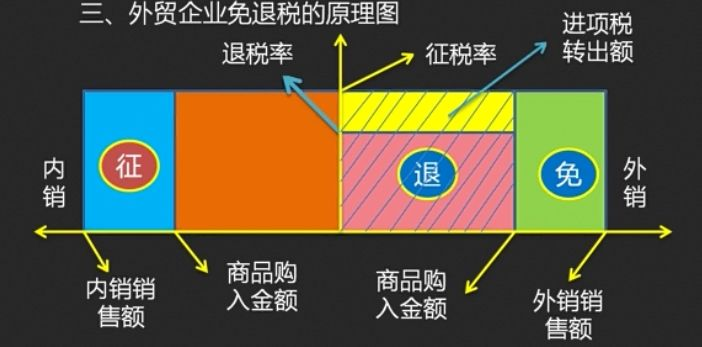 三、外贸企业免退税的原理图
退税率
征税率
进项税
转出额
内
销
征
退
免
外
销
内销销
售额
商品购
入金额
商品购
入金额
外销销
售额